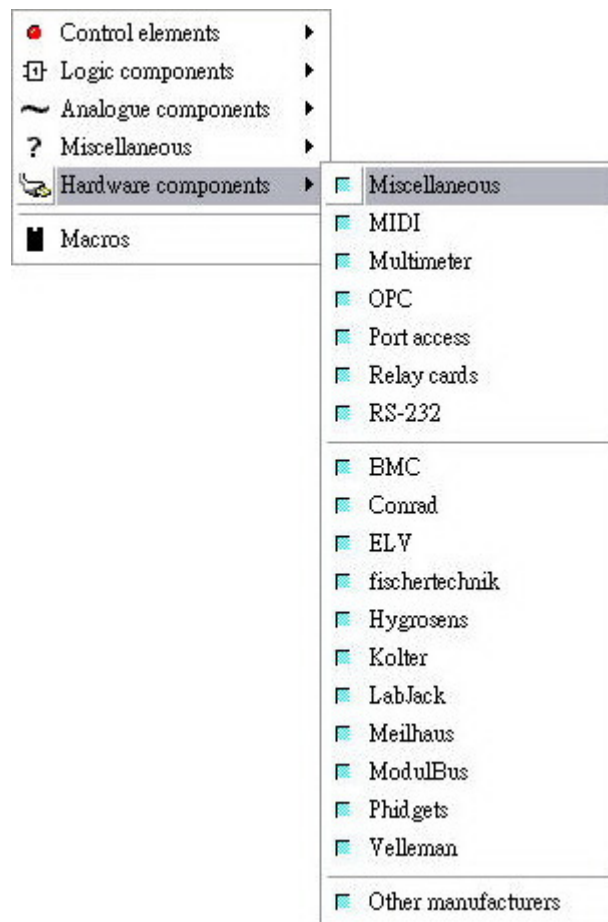 Control elements
Logic components
Analogue components
? Miscellaneous
Hardware components
Macros
Miscellaneous
MIDI
Multimeter
OPC
Port access
Relay cards
RS-232
BMC
Conrad
ELV
fischertechnik
Hygrosens
Kolter
LabJack
Meilhaus
ModulBus
Phidgets
Velleman
Other manufacturers